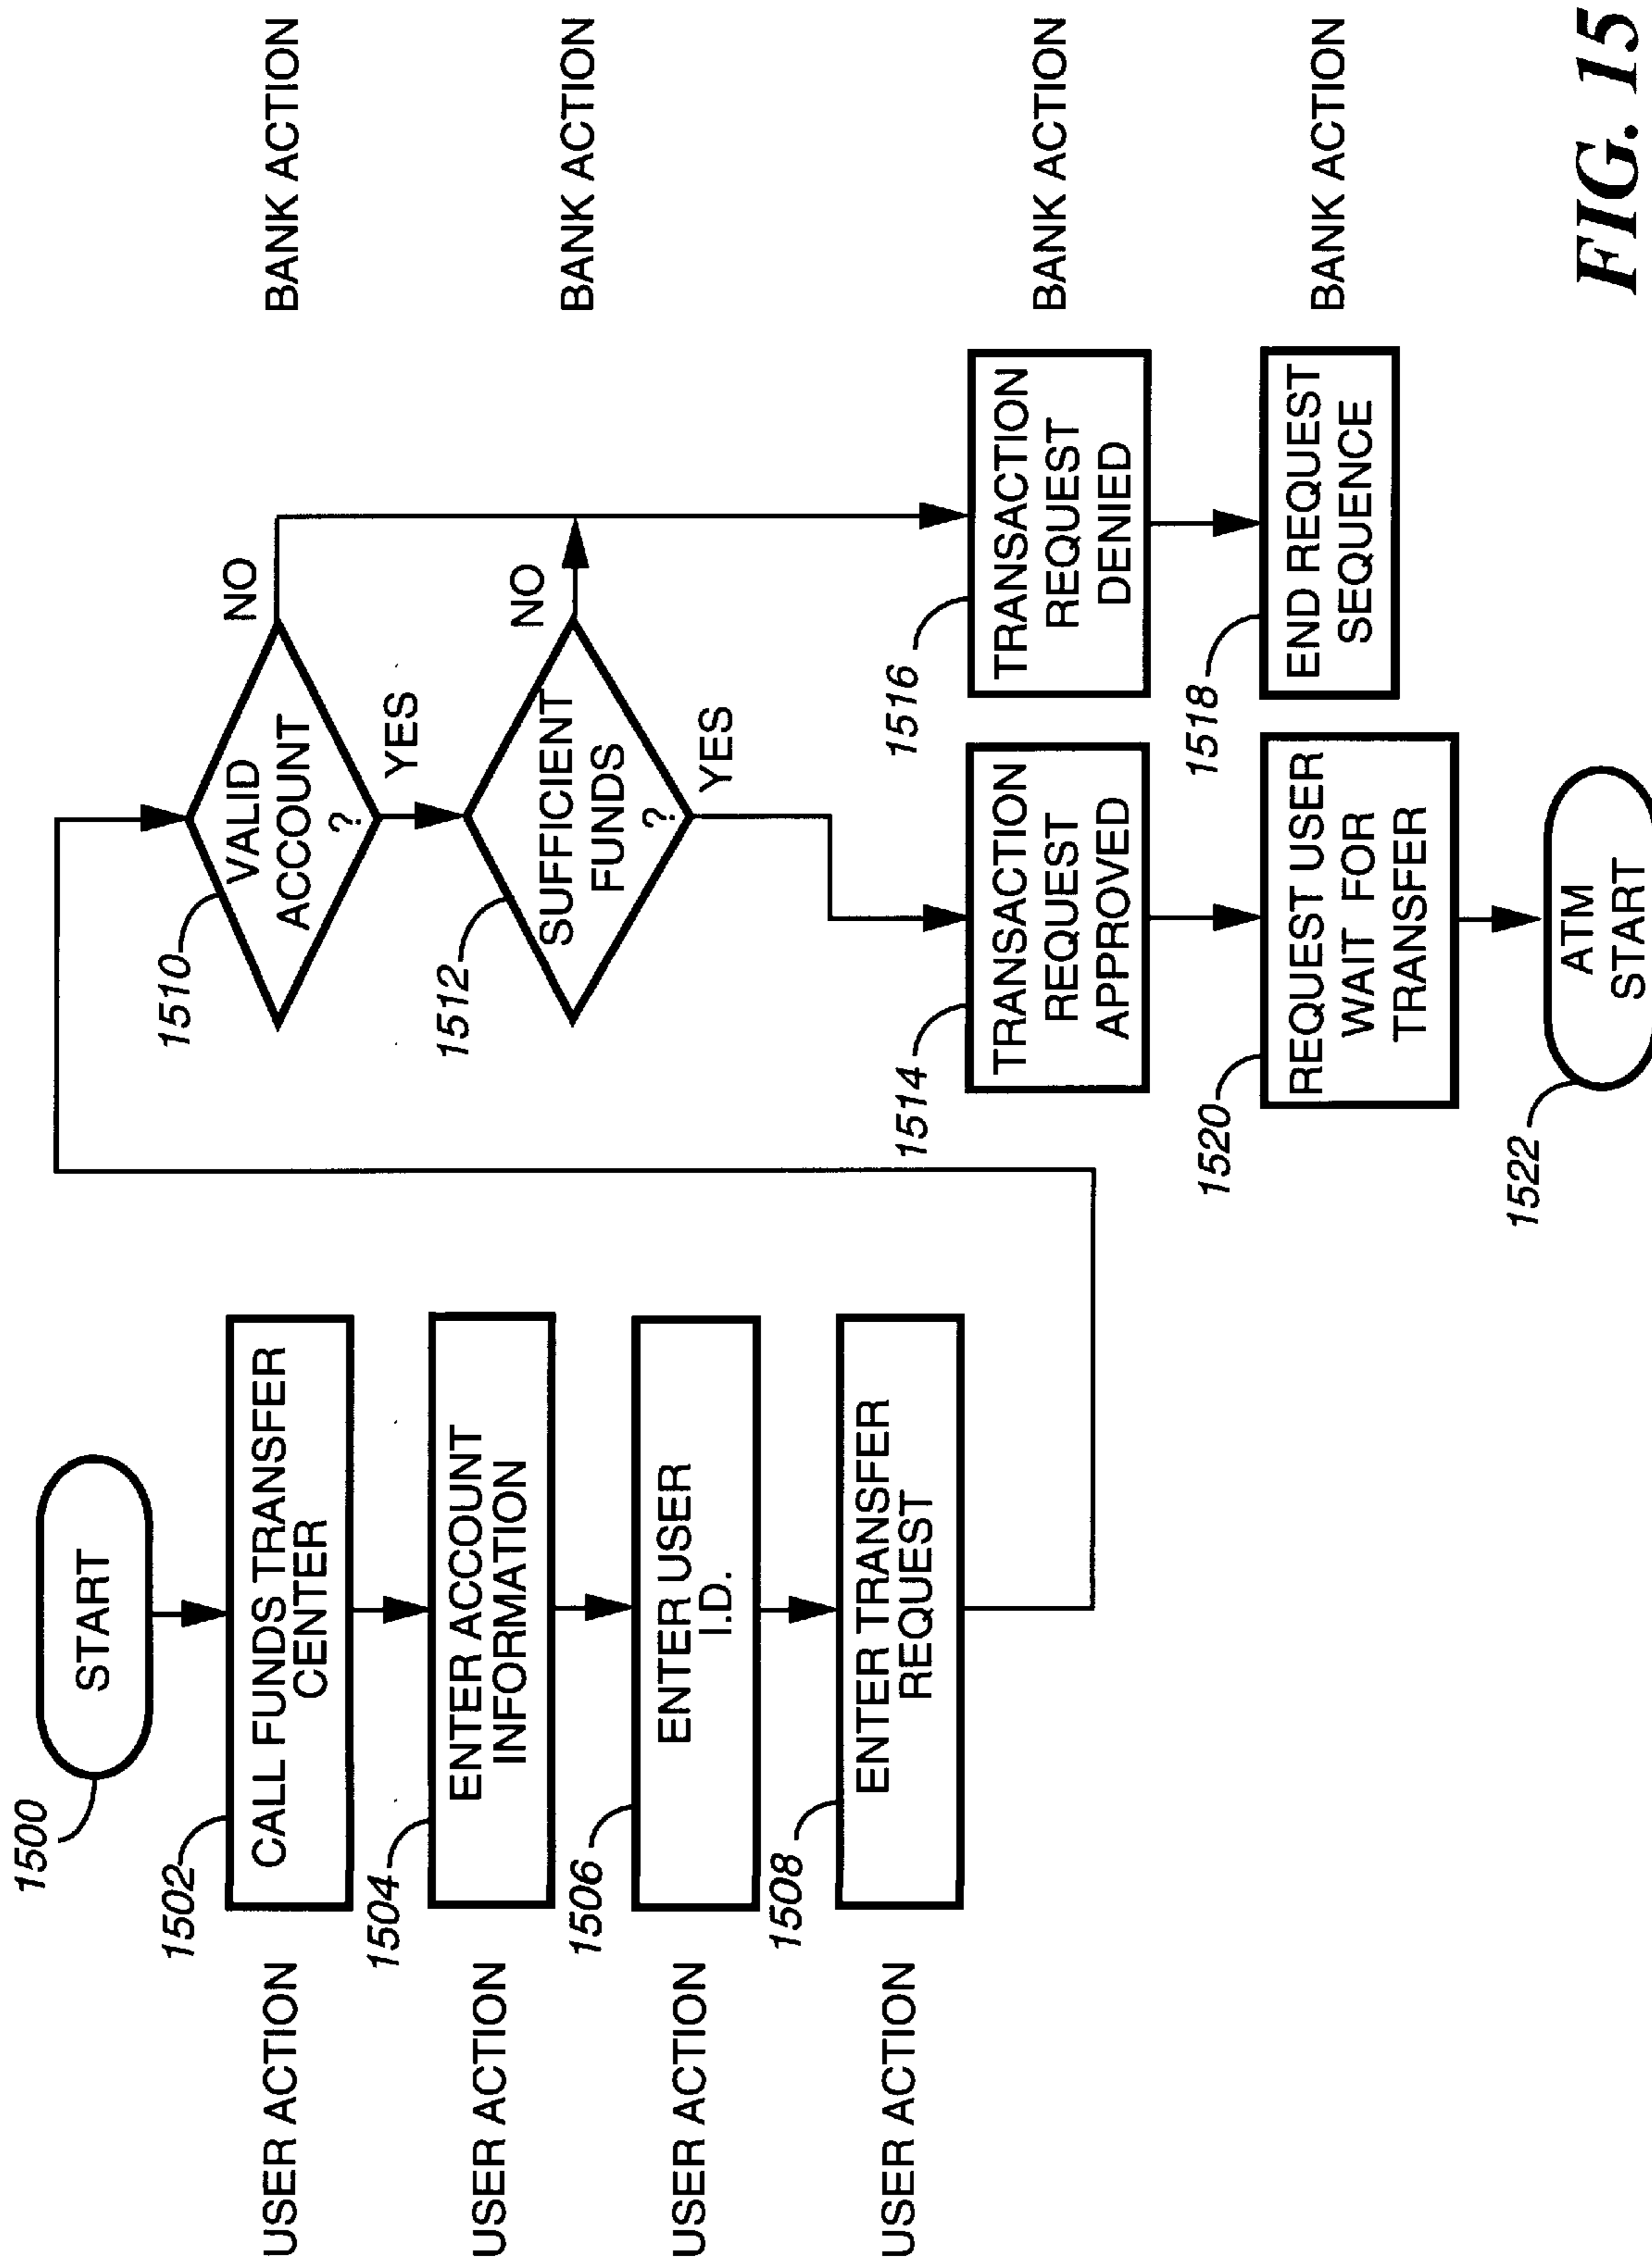 1500
START
USER ACTION
1502
CALL FUNDS TRANSFER
CENTER
USER ACTION
1504
ENTER ACCOUNT
INFORMATION
USER ACTION
1506
ENTER USER
I.D.
USER ACTION
1508
ENTER TRANSFER
REQUEST
1510
VALID
ACCOUNT
?
NO
YES
BANK ACTION
1512
SUFFICIENT
FUNDS
?
NO
YES
BANK ACTION
1514
TRANSACTION
REQUEST
APPROVED
1516
TRANSACTION
REQUEST
DENIED
BANK ACTION
1520
REQUEST USER
WAIT FOR
TRANSFER
1518
END REQUEST
SEQUENCE
BANK ACTION
1522
ATM
START
FIG. 15